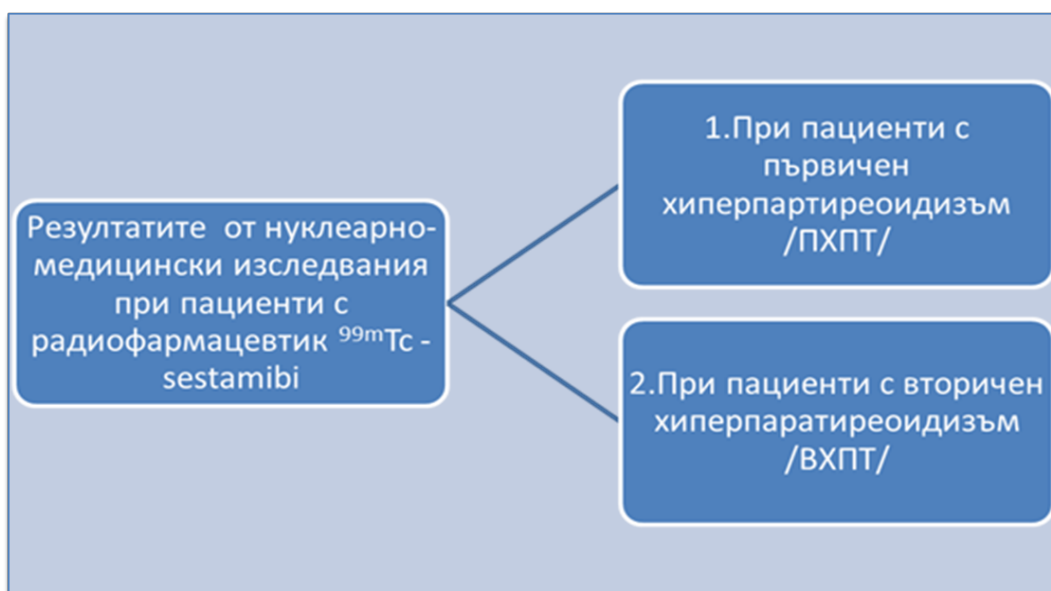 Резултатите от нуклеарно-
медицински изследвания
при пациенти с
радиофармацевтик ⁹⁹ᵐTc -
sestamibi
1.При пациенти с
първичен
хиперпартиреоидизъм
/ПХПТ/
2.При пациенти с вторичен
хиперпаратиреоидизъм
/ВХПТ/